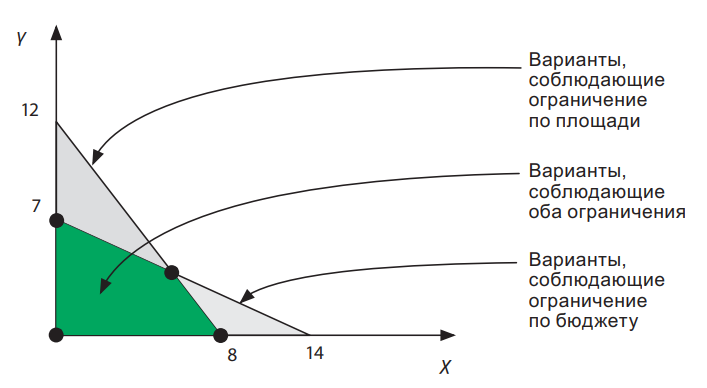 Y
12
7
8
14
X
Варианты,
соблюдающие
ограничение
по площади
Варианты,
соблюдающие
оба ограничения
Варианты,
соблюдающие
ограничение
по бюджету